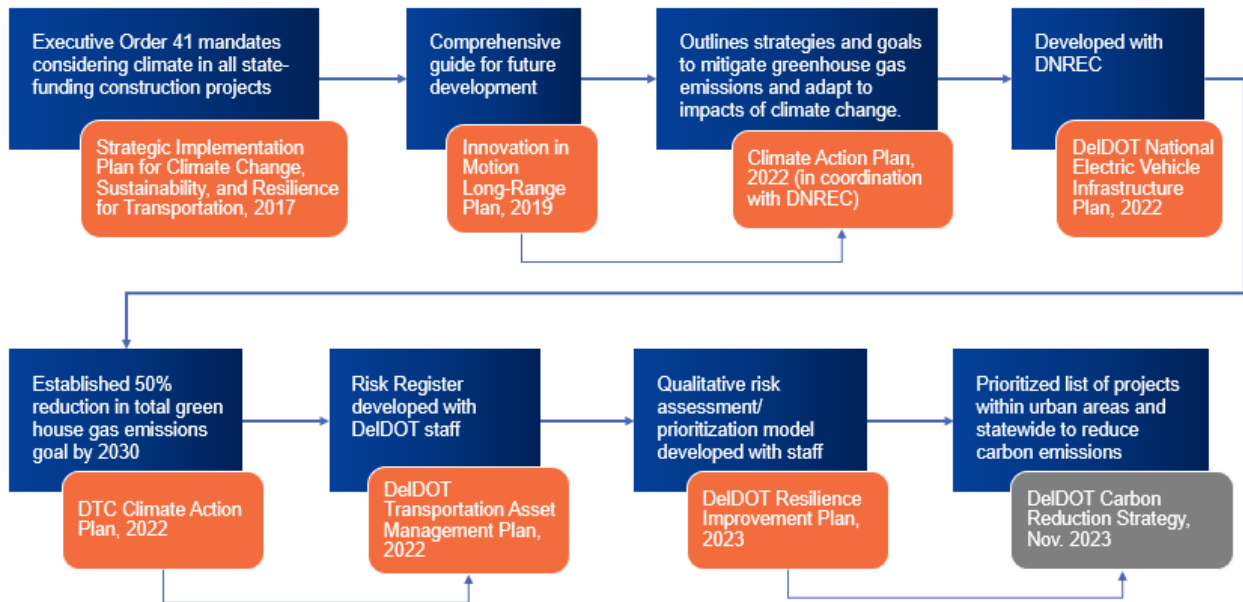 Executive Order 41 mandates
considering climate in all state-
funding construction projects
Strategic Implementation
Plan for Climate Change,
Sustainability, and Resilience
for Transportation, 2017
Comprehensive
guide for future
development
Innovation in
Motion
Long-Range
Plan, 2019
Outlines strategies and goals
to mitigate greenhouse gas
emissions and adapt to
impacts of climate change.
Climate Action Plan,
2022 (in coordination
with DNREC)
Developed with
DNREC
DelDOT National
Electric Vehicle
Infrastructure
Plan, 2022
Established 50%
reduction in total green
house gas emissions
goal by 2030
DTC Climate Action
Plan, 2022
Risk Register
developed with
DelDOT staff
DelDOT
Transportation Asset
Management Plan,
2022
Qualitative risk
assessment/
prioritization model
developed with staff
DelDOT Resilience
Improvement Plan,
2023
Prioritized list of projects
within urban areas and
statewide to reduce
carbon emissions
DelDOT Carbon
Reduction Strategy,
Nov. 2023